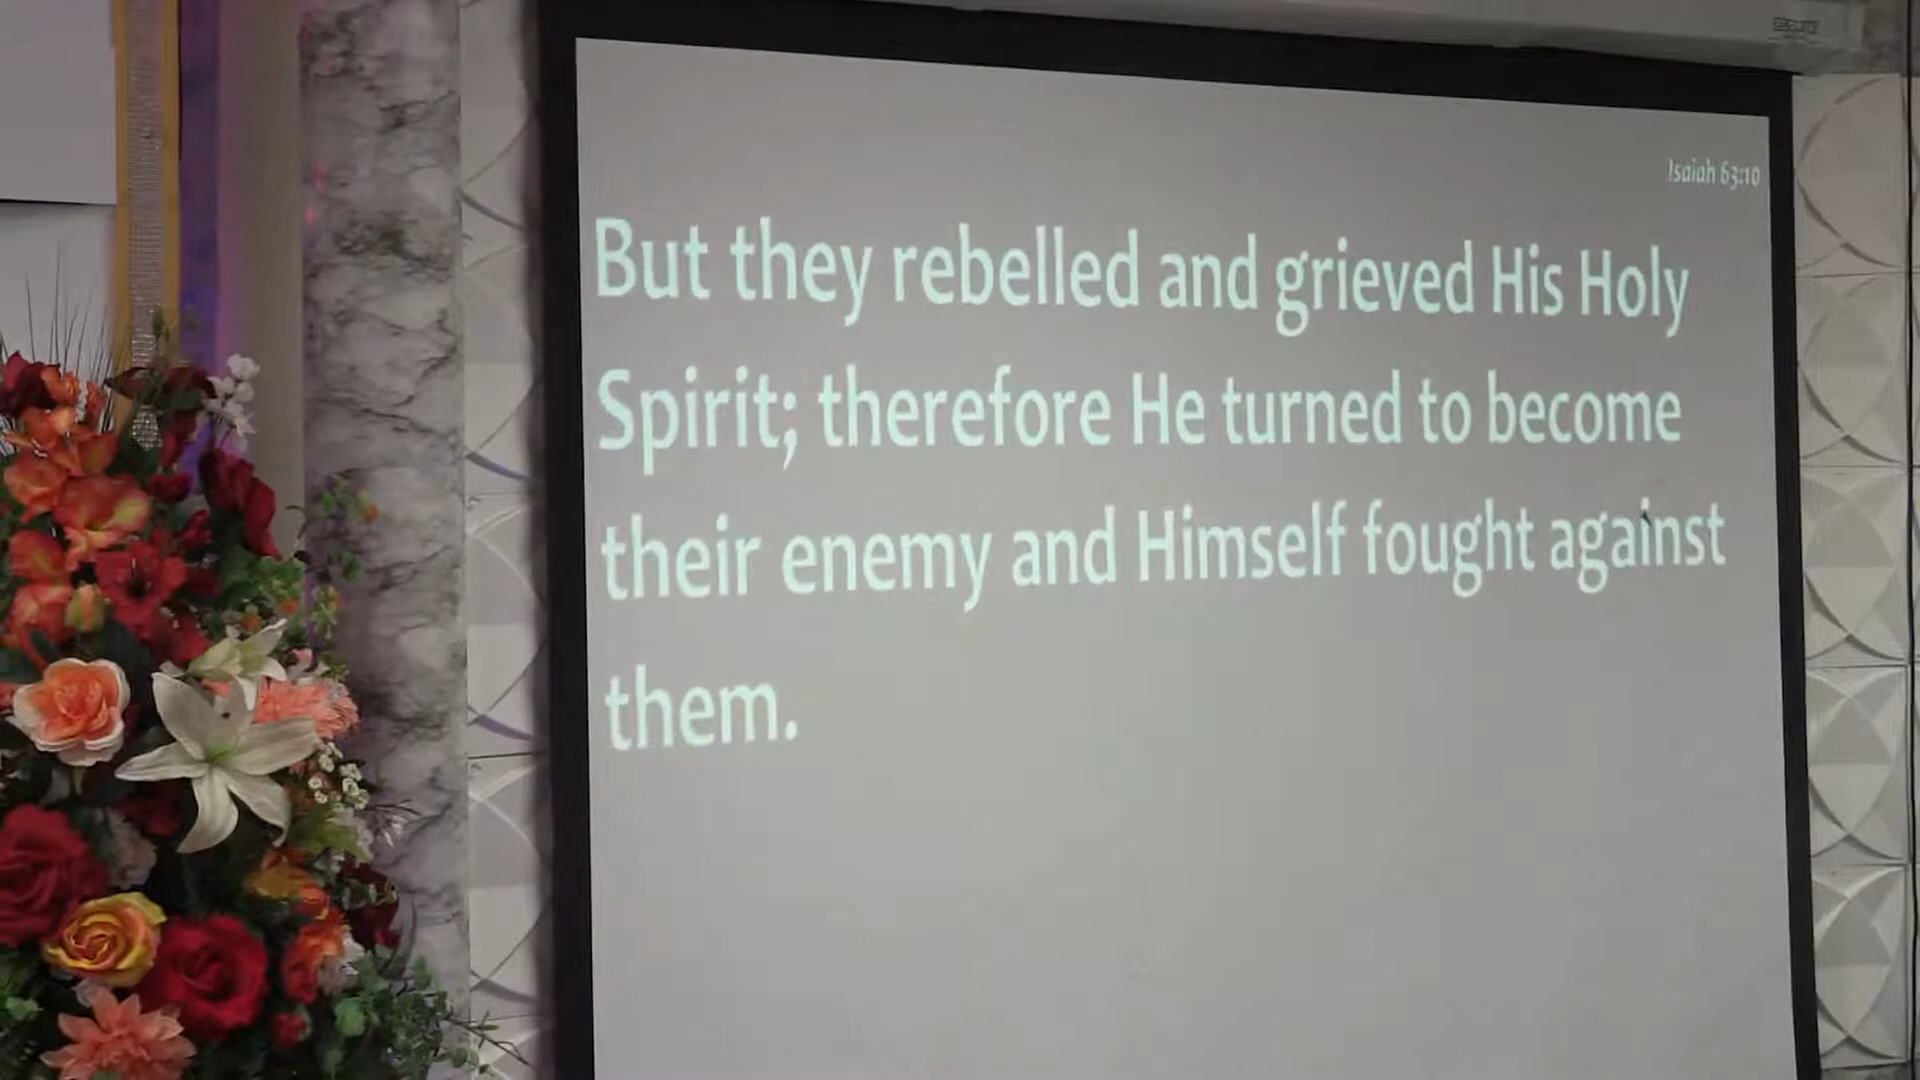 Isaiah 63:10
But they rebelled and grieved His Holy
Spirit; therefore He turned to become
their enemy and Himself fought against
them.